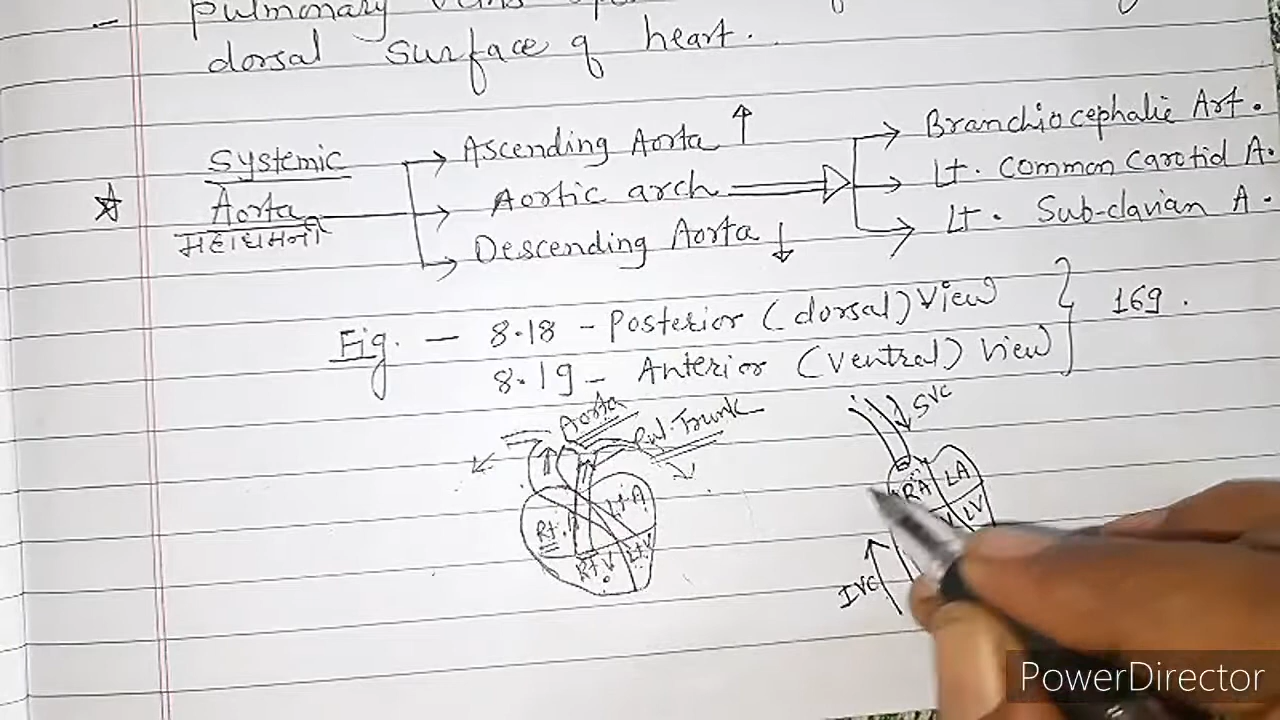 - Pulmonary
dorsal surface of heart.
Systemic
Aorta
महाधमनी
Ascending Aorta ↑
Aortic arch
Descending Aorta ↓
Branchiocephalic Art.
Lt. Common Carotid A.
Lt. Sub-clavian A.
Fig. - 8.18 - Posterior (dorsal) View
8.19 - Anterior (Ventral) View
169.
Aorta
Pul. Trunk
Rt.
Lt. A
Rt V
Lt V
SVC
RA
LA
LV
IVC
PowerDirector